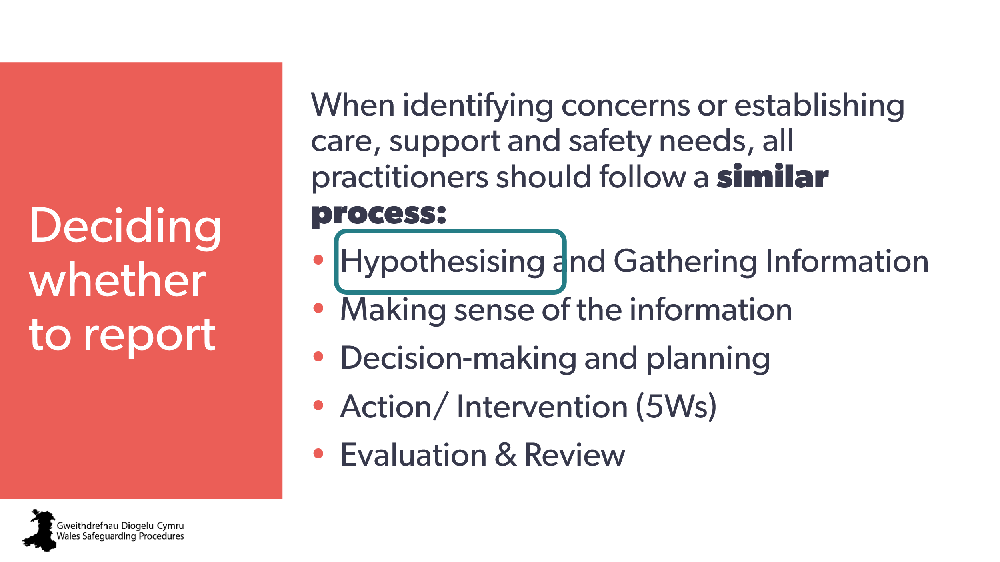 Deciding
whether
to report
When identifying concerns or establishing
care, support and safety needs, all
practitioners should follow a similar
process:
• Hypothesising and Gathering Information
• Making sense of the information
• Decision-making and planning
• Action/ Intervention (5Ws)
• Evaluation & Review
Gweithdrefnau Diogelu Cymru
Wales Safeguarding Procedures